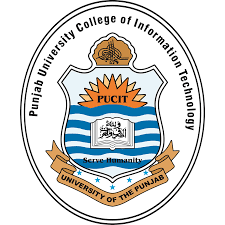 Punjab University College of Information Technology
PUCIT
Serve Humanity
UNIVERSITY OF THE PUNJAB